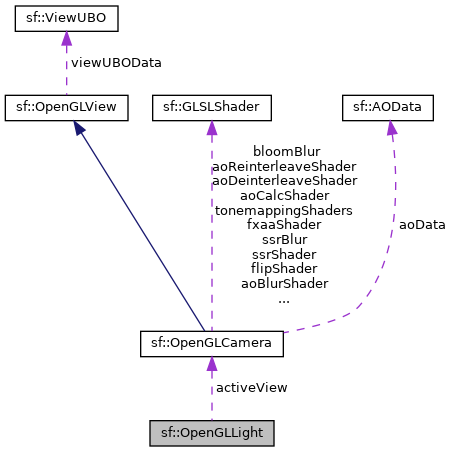 sf::ViewUBO
viewUBOData
sf::OpenGLView
sf::GLSLShader
sf::AOData
bloomBlur
aoReinterleaveShader
aoDeinterleaveShader
aoCalcShader
tonemappingShaders
fxaaShader
ssrBlur
ssrShader
flipShader
aoBlurShader
...
aoData
sf::OpenGLCamera
activeView
sf::OpenGLLight